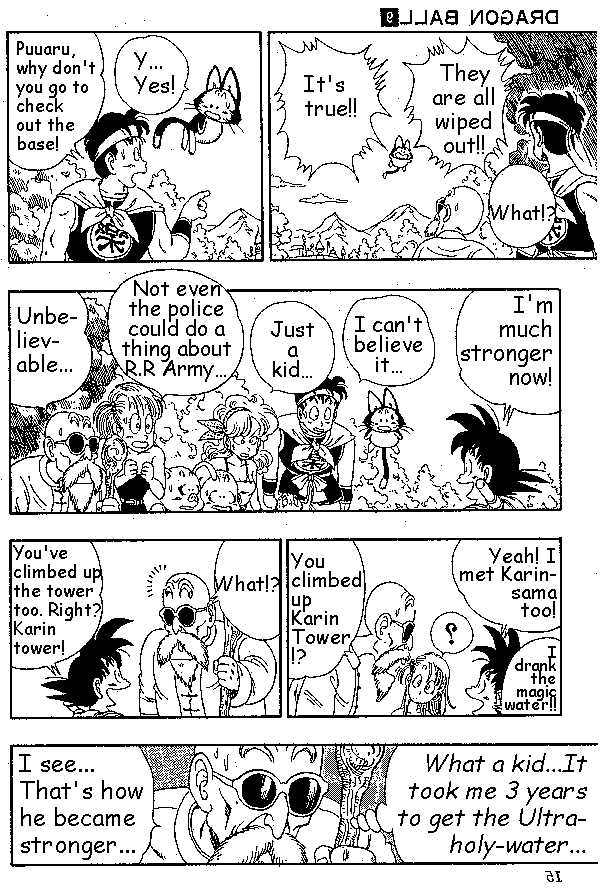 DRAGON BALL 9
Puuaru,
why don't
you go to
check
out the
base!
Y...
Yes!
It's
true!!
They
are all
wiped
out!!
What!?
Unbe-
liev-
able...
Not even
the police
could do a
thing about
R.R Army...
Just
a
kid...
I can't
believe
it...
I'm
much
stronger
now!
You've
climbed up
the tower
too. Right?
Karin
tower!
What!?
You
climbed
up
Karin
Tower
!?
?
Yeah! I
met Karin-
sama
too!
I
drank
the
magic
water!!
I see...
That's how
he became
stronger...
What a kid...It
took me 3 years
to get the Ultra-
holy-water...
15